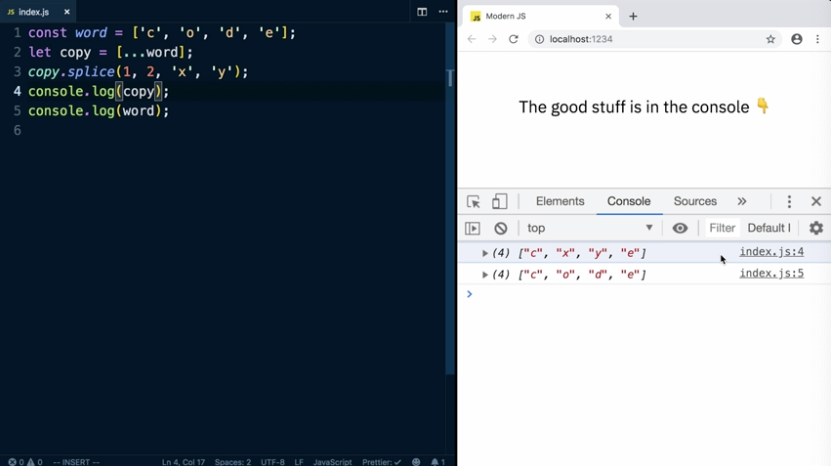 JS index.js ×
1 const word = ['c', 'o', 'd', 'e'];
2 let copy = [...word];
3 copy.splice(1, 2, 'x', 'y');
4 console.log(copy);
5 console.log(word);
6
0 0 -- INSERT --
Ln 4, Col 17 Spaces: 2 UTF-8 LF JavaScript Prettier: ✓ 1
JS Modern JS × +
localhost:1234
The good stuff is in the console 👇
Elements Console Sources »
top Filter Default l
(4) ["c", "x", "y", "e"] index.js:4
(4) ["c", "o", "d", "e"] index.js:5
>